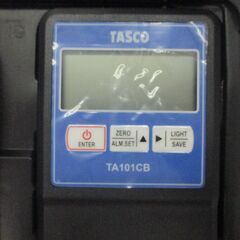 TASCO
ENTER
ZERO
ALM.SET
LIGHT
SAVE
TA101CB